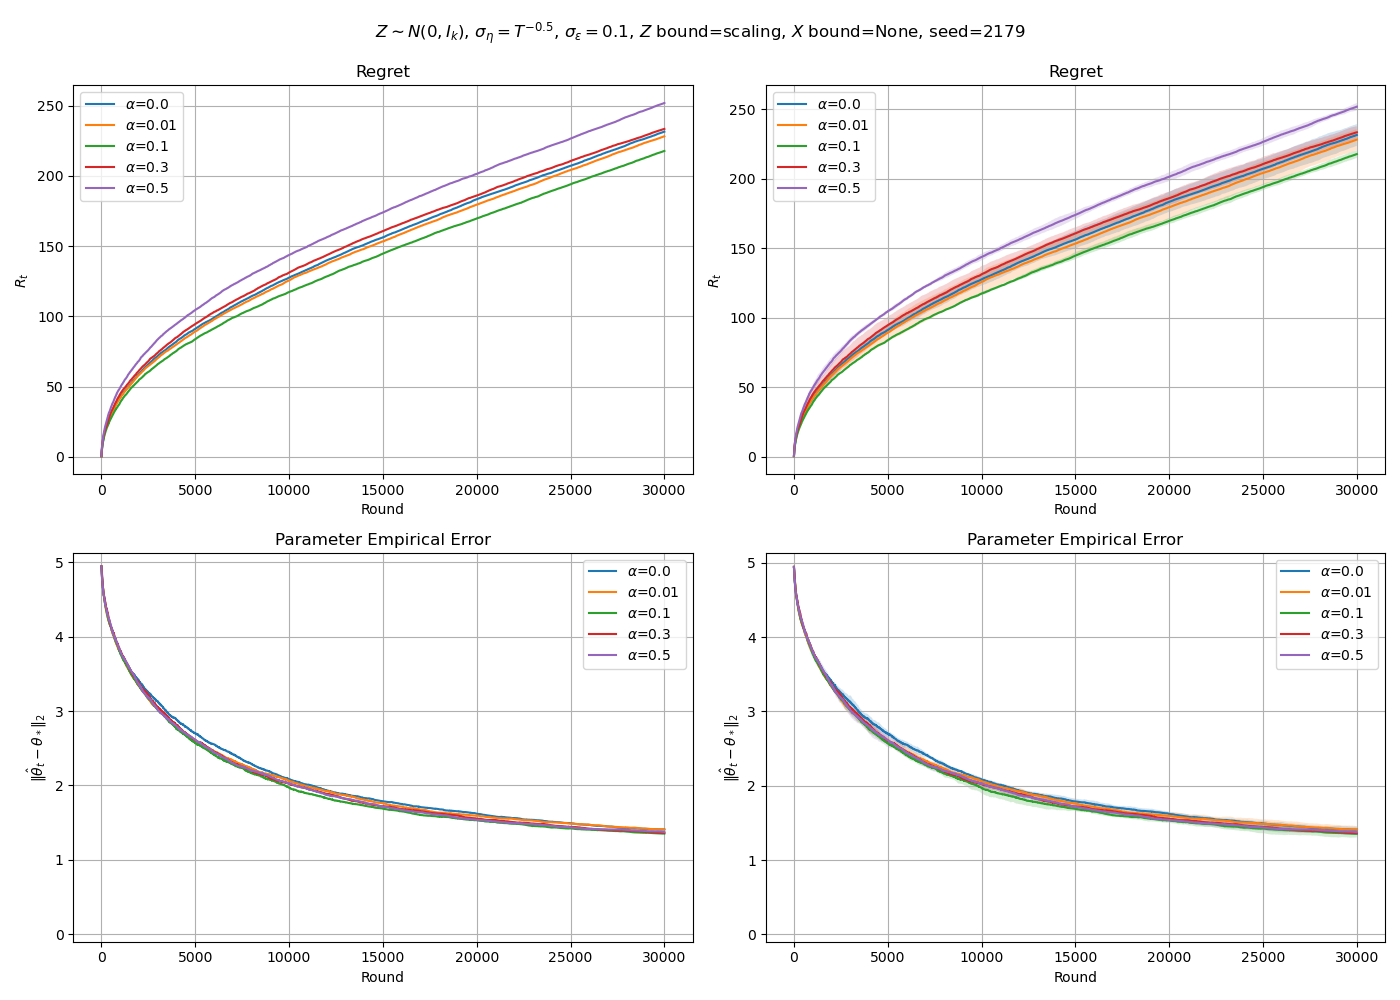 Z ∼ N(0, I_k), σ_η = T^{−0.5}, σ_ε = 0.1, Z bound=scaling, X bound=None, seed=2179
Regret
250
200
150
100
50
0
R_t
α=0.0
α=0.01
α=0.1
α=0.3
α=0.5
0 5000 10000 15000 20000 25000 30000
Round
Regret
250
200
150
100
50
0
R_t
α=0.0
α=0.01
α=0.1
α=0.3
α=0.5
0 5000 10000 15000 20000 25000 30000
Round
Parameter Empirical Error
5
4
3
2
1
0
‖θ̂_t − θ_*‖_2
α=0.0
α=0.01
α=0.1
α=0.3
α=0.5
0 5000 10000 15000 20000 25000 30000
Round
Parameter Empirical Error
5
4
3
2
1
0
‖θ̂_t − θ_*‖_2
α=0.0
α=0.01
α=0.1
α=0.3
α=0.5
0 5000 10000 15000 20000 25000 30000
Round